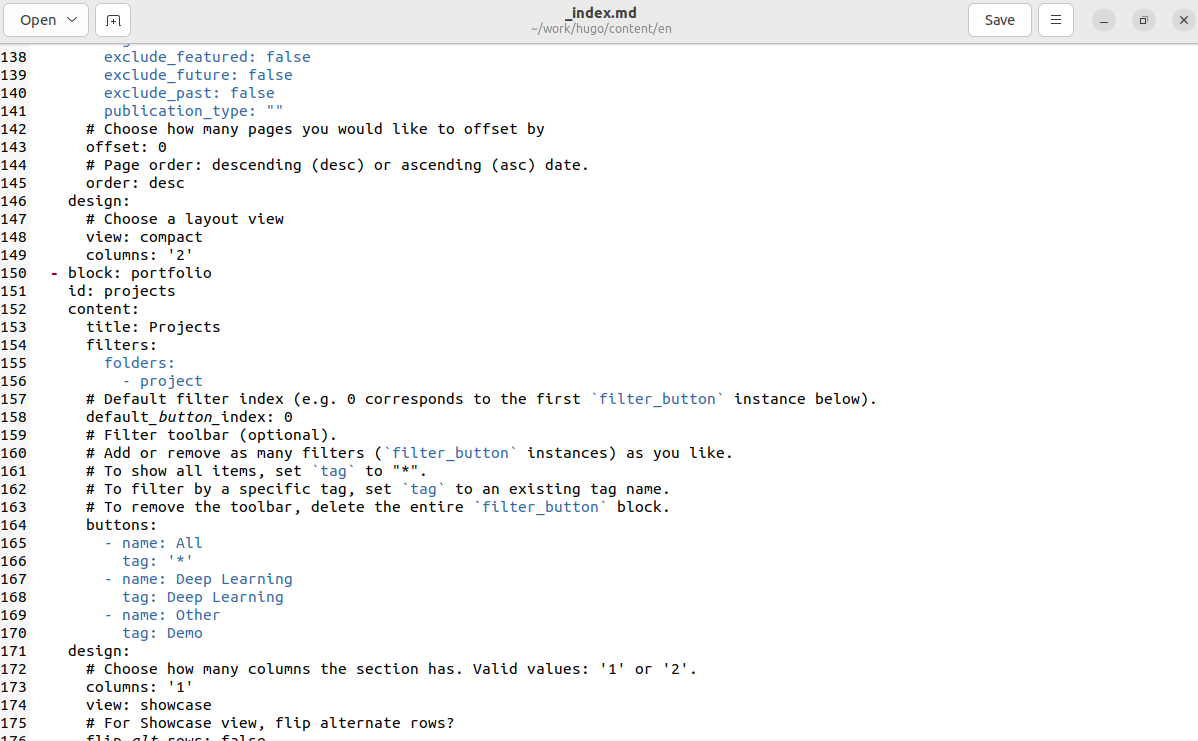 Open
_index.md
~/work/hugo/content/en
Save
138 exclude_featured: false
139 exclude_future: false
140 exclude_past: false
141 publication_type: ""
142 # Choose how many pages you would like to offset by
143 offset: 0
144 # Page order: descending (desc) or ascending (asc) date.
145 order: desc
146 design:
147 # Choose a layout view
148 view: compact
149 columns: '2'
150 - block: portfolio
151 id: projects
152 content:
153 title: Projects
154 filters:
155 folders:
156 - project
157 # Default filter index (e.g. 0 corresponds to the first `filter_button` instance below).
158 default_button_index: 0
159 # Filter toolbar (optional).
160 # Add or remove as many filters (`filter_button` instances) as you like.
161 # To show all items, set `tag` to "*".
162 # To filter by a specific tag, set `tag` to an existing tag name.
163 # To remove the toolbar, delete the entire `filter_button` block.
164 buttons:
165 - name: All
166 tag: '*'
167 - name: Deep Learning
168 tag: Deep Learning
169 - name: Other
170 tag: Demo
171 design:
172 # Choose how many columns the section has. Valid values: '1' or '2'.
173 columns: '1'
174 view: showcase
175 # For Showcase view, flip alternate rows?
176 flip_alt_rows: false